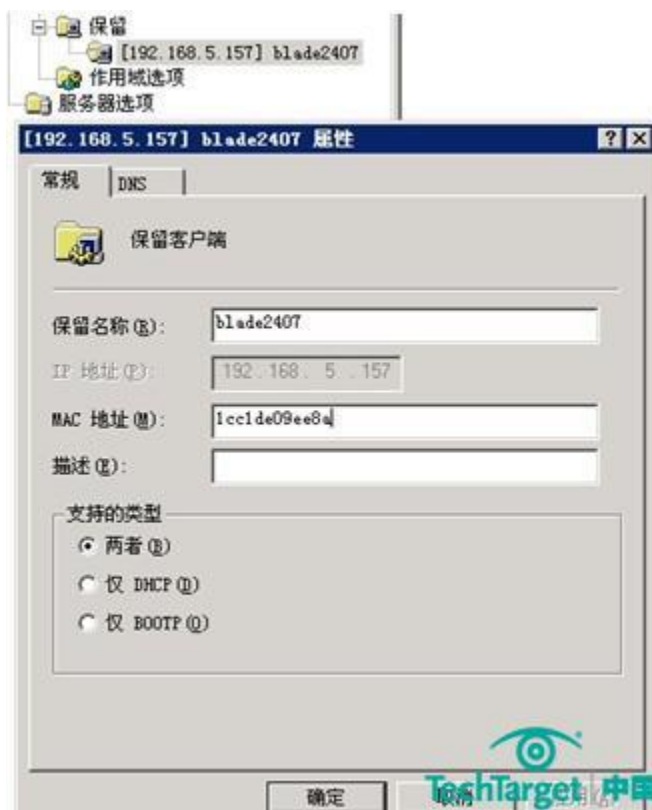 保留
[192.168.5.157] blade2407
作用域选项
服务器选项
[192.168.5.157] blade2407 属性
常规 DNS
保留客户端
保留名称(R): blade2407
IP 地址(P): 192.168. 5 .157
MAC 地址(M): 1cc1de09ee8a
描述(E):
支持的类型
两者(B)
仅 DHCP(D)
仅 BOOTP(O)
确定 取消
TechTarget 中国